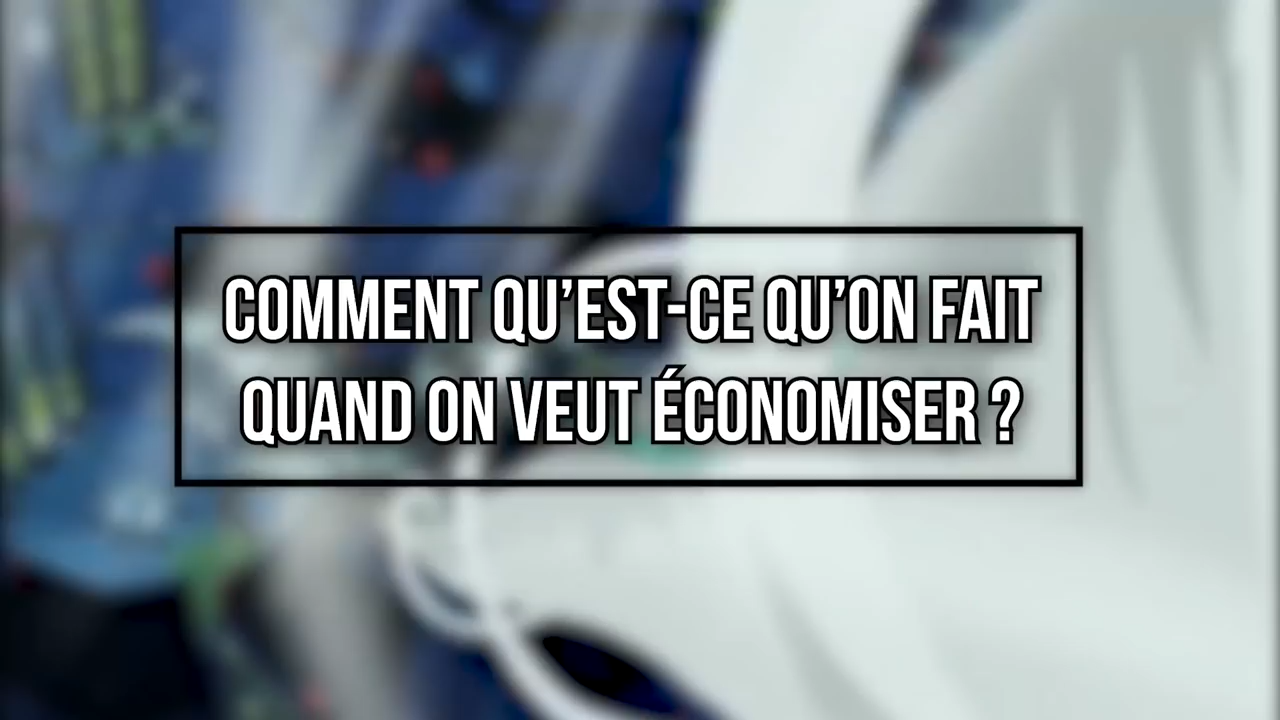 COMMENT QU’EST-CE QU’ON FAIT
QUAND ON VEUT ÉCONOMISER ?